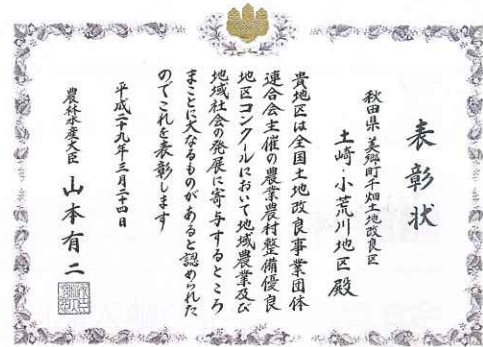 表彰状
秋田県美郷町千畑土地改良区
土崎・小荒川地区殿
貴地区は全国土地改良事業団体
連合会主催の農業農村整備優良
地区コンクールにおいて地域農業及び
地域社会の発展に寄与するところ
まことに大なるものがあると認められた
のでこれを表彰します
平成二十九年三月二十四日
農林水産大臣 山本有二